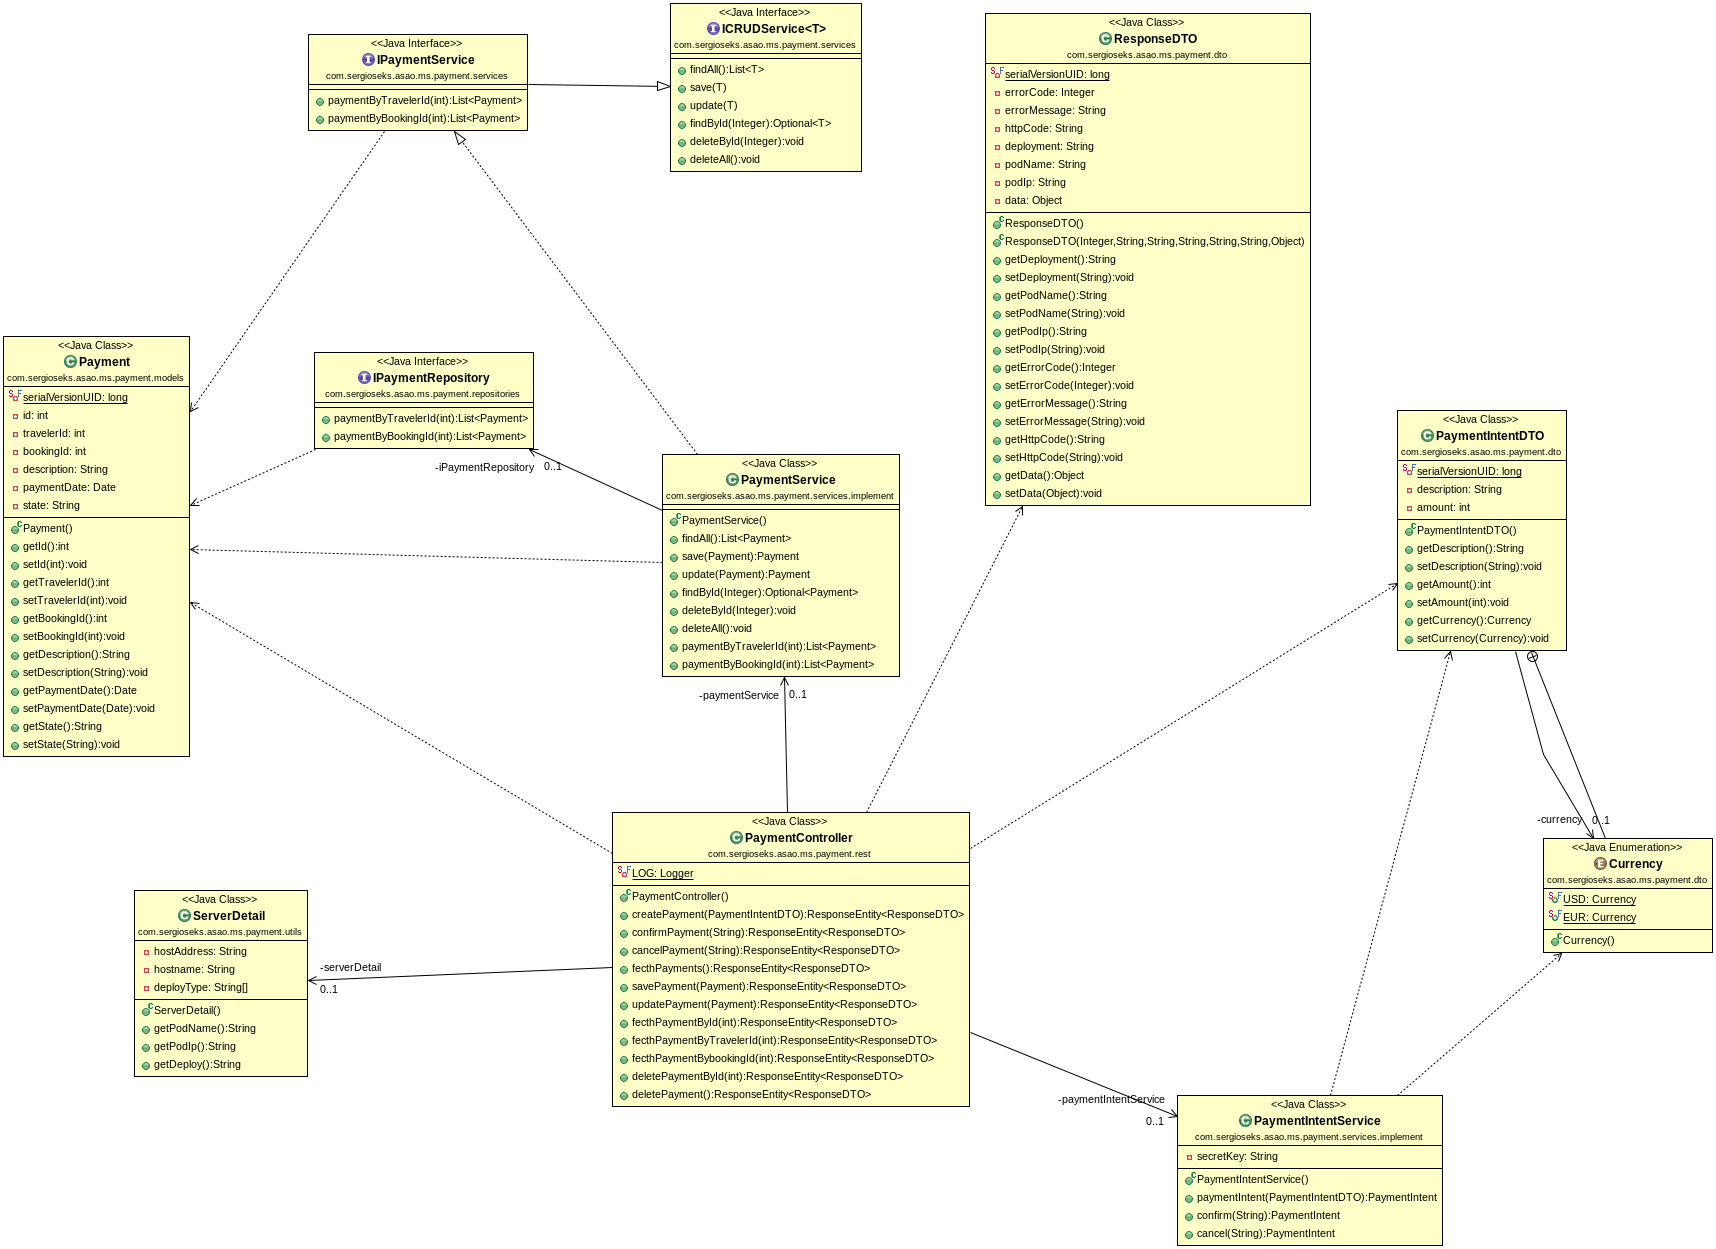 <<Java Interface>>
IPaymentService
com.sergioseks.asao.ms.payment.services
paymentByTravelerId(int):List<Payment>
paymentByBookingId(int):List<Payment>
<<Java Interface>>
ICRUDService<T>
com.sergioseks.asao.ms.payment.services
findAll():List<T>
save(T)
update(T)
findById(Integer):Optional<T>
deleteById(Integer):void
deleteAll():void
<<Java Class>>
ResponseDTO
com.sergioseks.asao.ms.payment.dto
serialVersionUID: long
errorCode: Integer
errorMessage: String
httpCode: String
deployment: String
podName: String
podIp: String
data: Object
ResponseDTO()
ResponseDTO(Integer,String,String,String,String,String,Object)
getDeployment():String
setDeployment(String):void
getPodName():String
setPodName(String):void
getPodIp():String
setPodIp(String):void
getErrorCode():Integer
setErrorCode(Integer):void
getErrorMessage():String
setErrorMessage(String):void
getHttpCode():String
setHttpCode(String):void
getData():Object
setData(Object):void
<<Java Class>>
Payment
com.sergioseks.asao.ms.payment.models
serialVersionUID: long
id: int
travelerId: int
bookingId: int
description: String
paymentDate: Date
state: String
Payment()
getId():int
setId(int):void
getTravelerId():int
setTravelerId(int):void
getBookingId():int
setBookingId(int):void
getDescription():String
setDescription(String):void
getPaymentDate():Date
setPaymentDate(Date):void
getState():String
setState(String):void
<<Java Interface>>
IPaymentRepository
com.sergioseks.asao.ms.payment.repositories
paymentByTravelerId(int):List<Payment>
paymentByBookingId(int):List<Payment>
-iPaymentRepository
0..1
<<Java Class>>
PaymentService
com.sergioseks.asao.ms.payment.services.implement
PaymentService()
findAll():List<Payment>
save(Payment):Payment
update(Payment):Payment
findById(Integer):Optional<Payment>
deleteById(Integer):void
deleteAll():void
paymentByTravelerId(int):List<Payment>
paymentByBookingId(int):List<Payment>
-paymentService
0..1
<<Java Class>>
PaymentIntentDTO
com.sergioseks.asao.ms.payment.dto
serialVersionUID: long
description: String
amount: int
PaymentIntentDTO()
getDescription():String
setDescription(String):void
getAmount():int
setAmount(int):void
getCurrency():Currency
setCurrency(Currency):void
-currency
0..1
<<Java Enumeration>>
Currency
com.sergioseks.asao.ms.payment.dto
USD: Currency
EUR: Currency
Currency()
<<Java Class>>
PaymentController
com.sergioseks.asao.ms.payment.rest
LOG: Logger
PaymentController()
createPayment(PaymentIntentDTO):ResponseEntity<ResponseDTO>
confirmPayment(String):ResponseEntity<ResponseDTO>
cancelPayment(String):ResponseEntity<ResponseDTO>
fecthPayments():ResponseEntity<ResponseDTO>
savePayment(Payment):ResponseEntity<ResponseDTO>
updatePayment(Payment):ResponseEntity<ResponseDTO>
fecthPaymentById(int):ResponseEntity<ResponseDTO>
fecthPaymentByTravelerId(int):ResponseEntity<ResponseDTO>
fecthPaymentBybookingId(int):ResponseEntity<ResponseDTO>
deletePaymentById(int):ResponseEntity<ResponseDTO>
deletePayment():ResponseEntity<ResponseDTO>
<<Java Class>>
ServerDetail
com.sergioseks.asao.ms.payment.utils
hostAddress: String
hostname: String
deployType: String[]
ServerDetail()
getPodName():String
getPodIp():String
getDeploy():String
-serverDetail
0..1
-paymentIntentService
0..1
<<Java Class>>
PaymentIntentService
com.sergioseks.asao.ms.payment.services.implement
secretKey: String
PaymentIntentService()
paymentIntent(PaymentIntentDTO):PaymentIntent
confirm(String):PaymentIntent
cancel(String):PaymentIntent